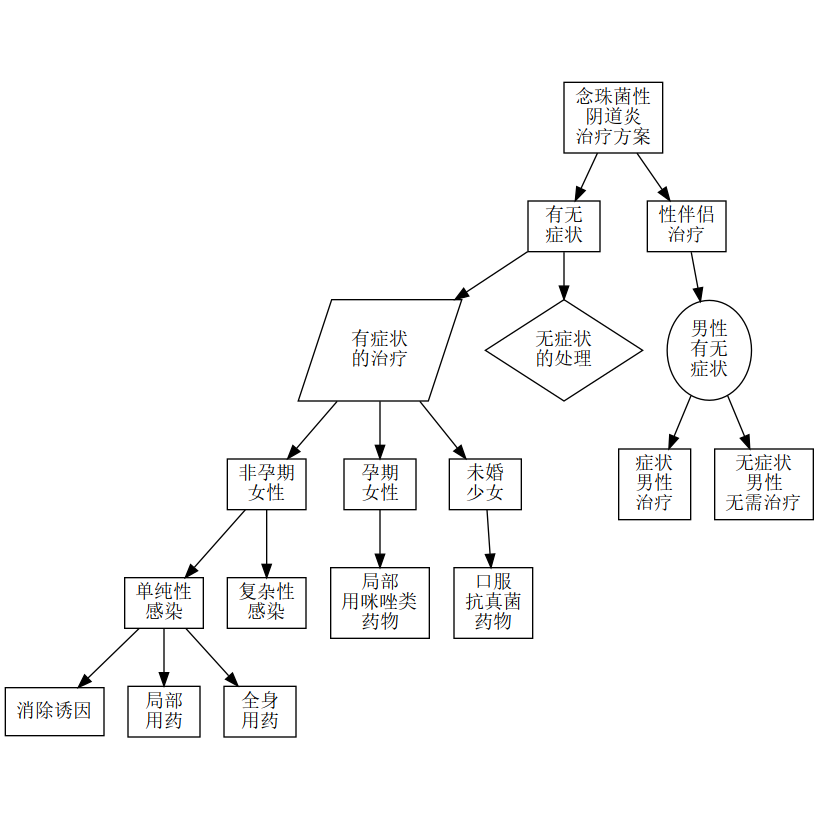 念珠菌性
阴道炎
治疗方案
有无
症状
性伴侣
治疗
有症状
的治疗
无症状
的处理
男性
有无
症状
非孕期
女性
孕期
女性
未婚
少女
症状
男性
治疗
无症状
男性
无需治疗
单纯性
感染
复杂性
感染
局部
用咪唑类
药物
口服
抗真菌
药物
消除诱因
局部
用药
全身
用药